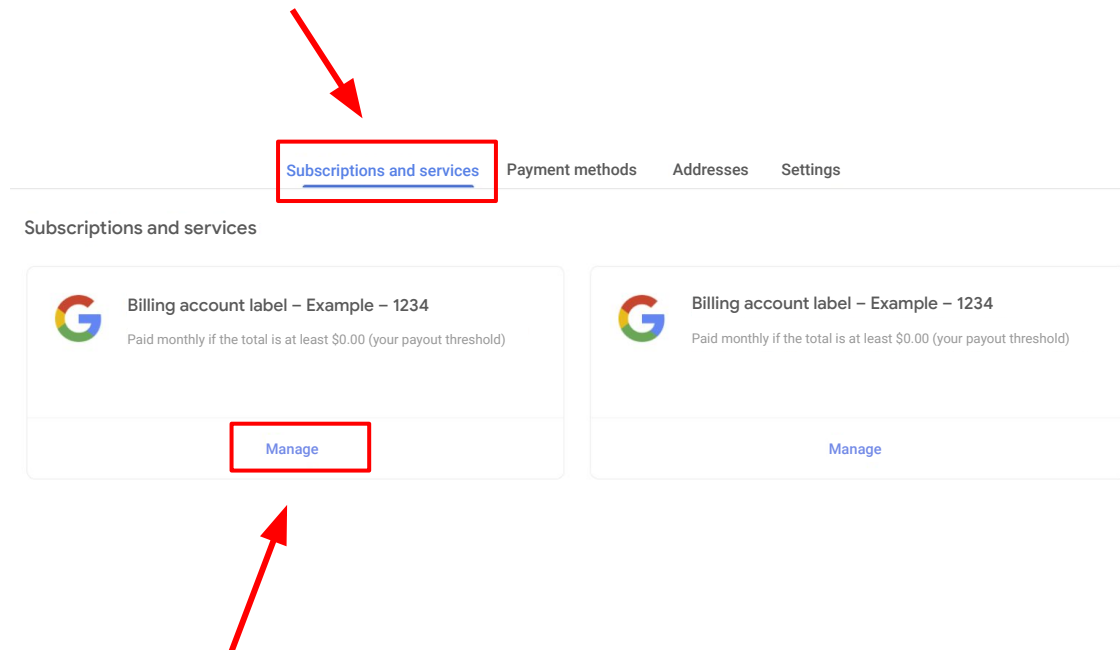 Subscriptions and services Payment methods Addresses Settings
Subscriptions and services
Billing account label – Example – 1234
Paid monthly if the total is at least $0.00 (your payout threshold)
Manage
Billing account label – Example – 1234
Paid monthly if the total is at least $0.00 (your payout threshold)
Manage